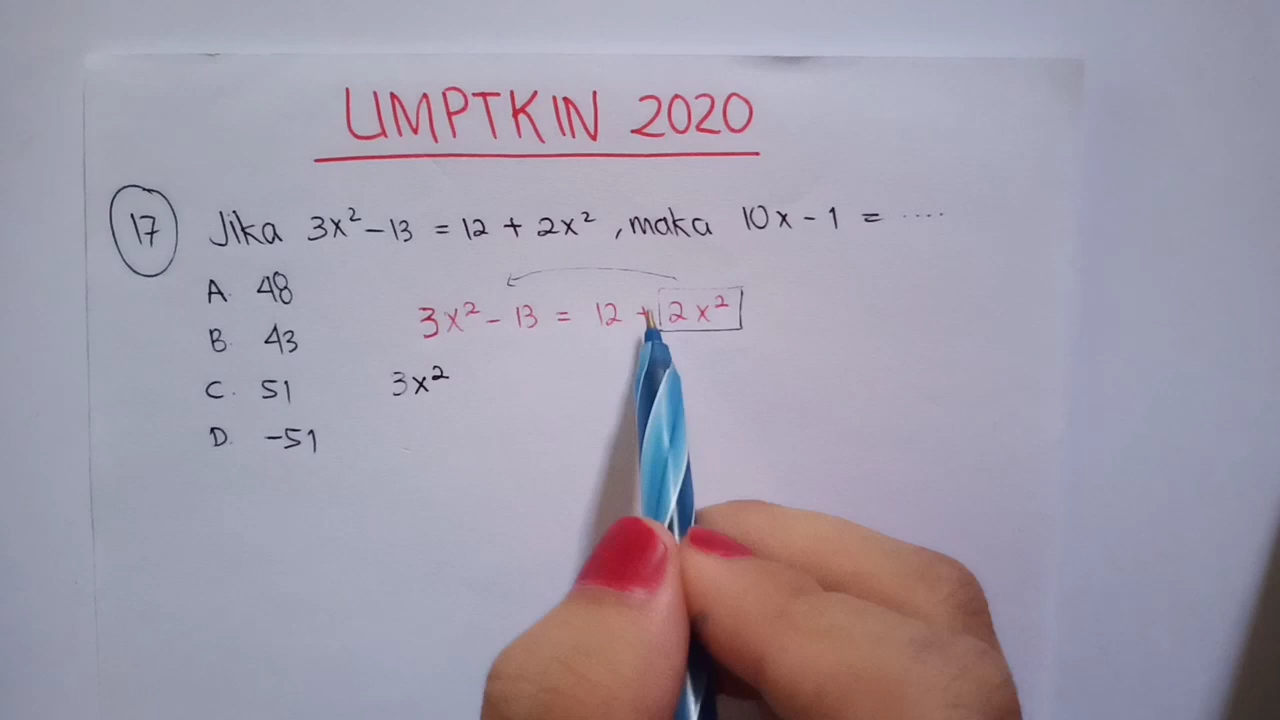 UMPTKIN 2020
17 Jika 3x² - 13 = 12 + 2x², maka 10x - 1 = ....
A. 48
B. 43
C. 51
D. -51
3x² - 13 = 12 + 2x²
3x²